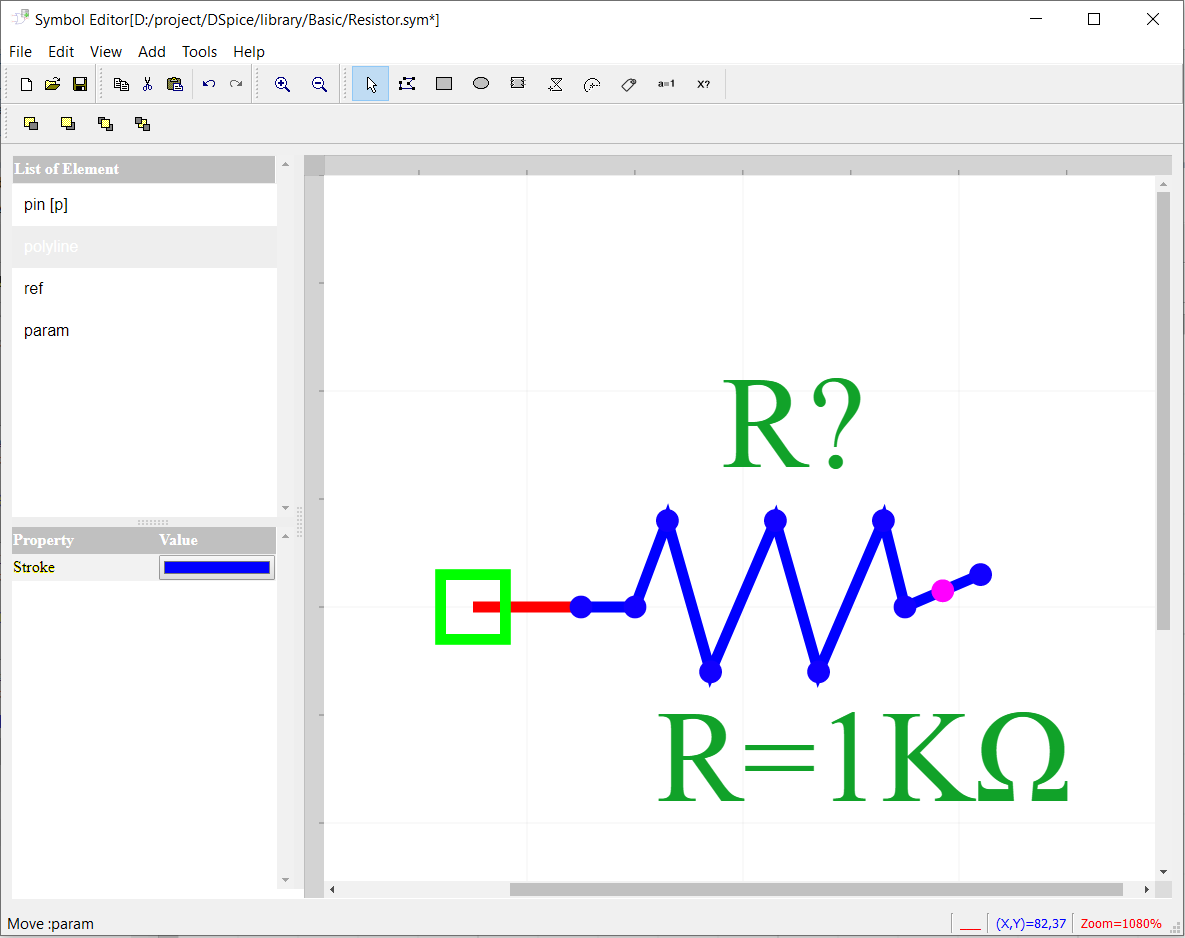 Symbol Editor[D:/project/DSpice/library/Basic/Resistor.sym*]
File Edit View Add Tools Help
a=1 X?
List of Element
pin [p]
polyline
ref
param
Property Value
Stroke
R?
R=1KΩ
Move :param
(X,Y)=82,37 Zoom=1080%